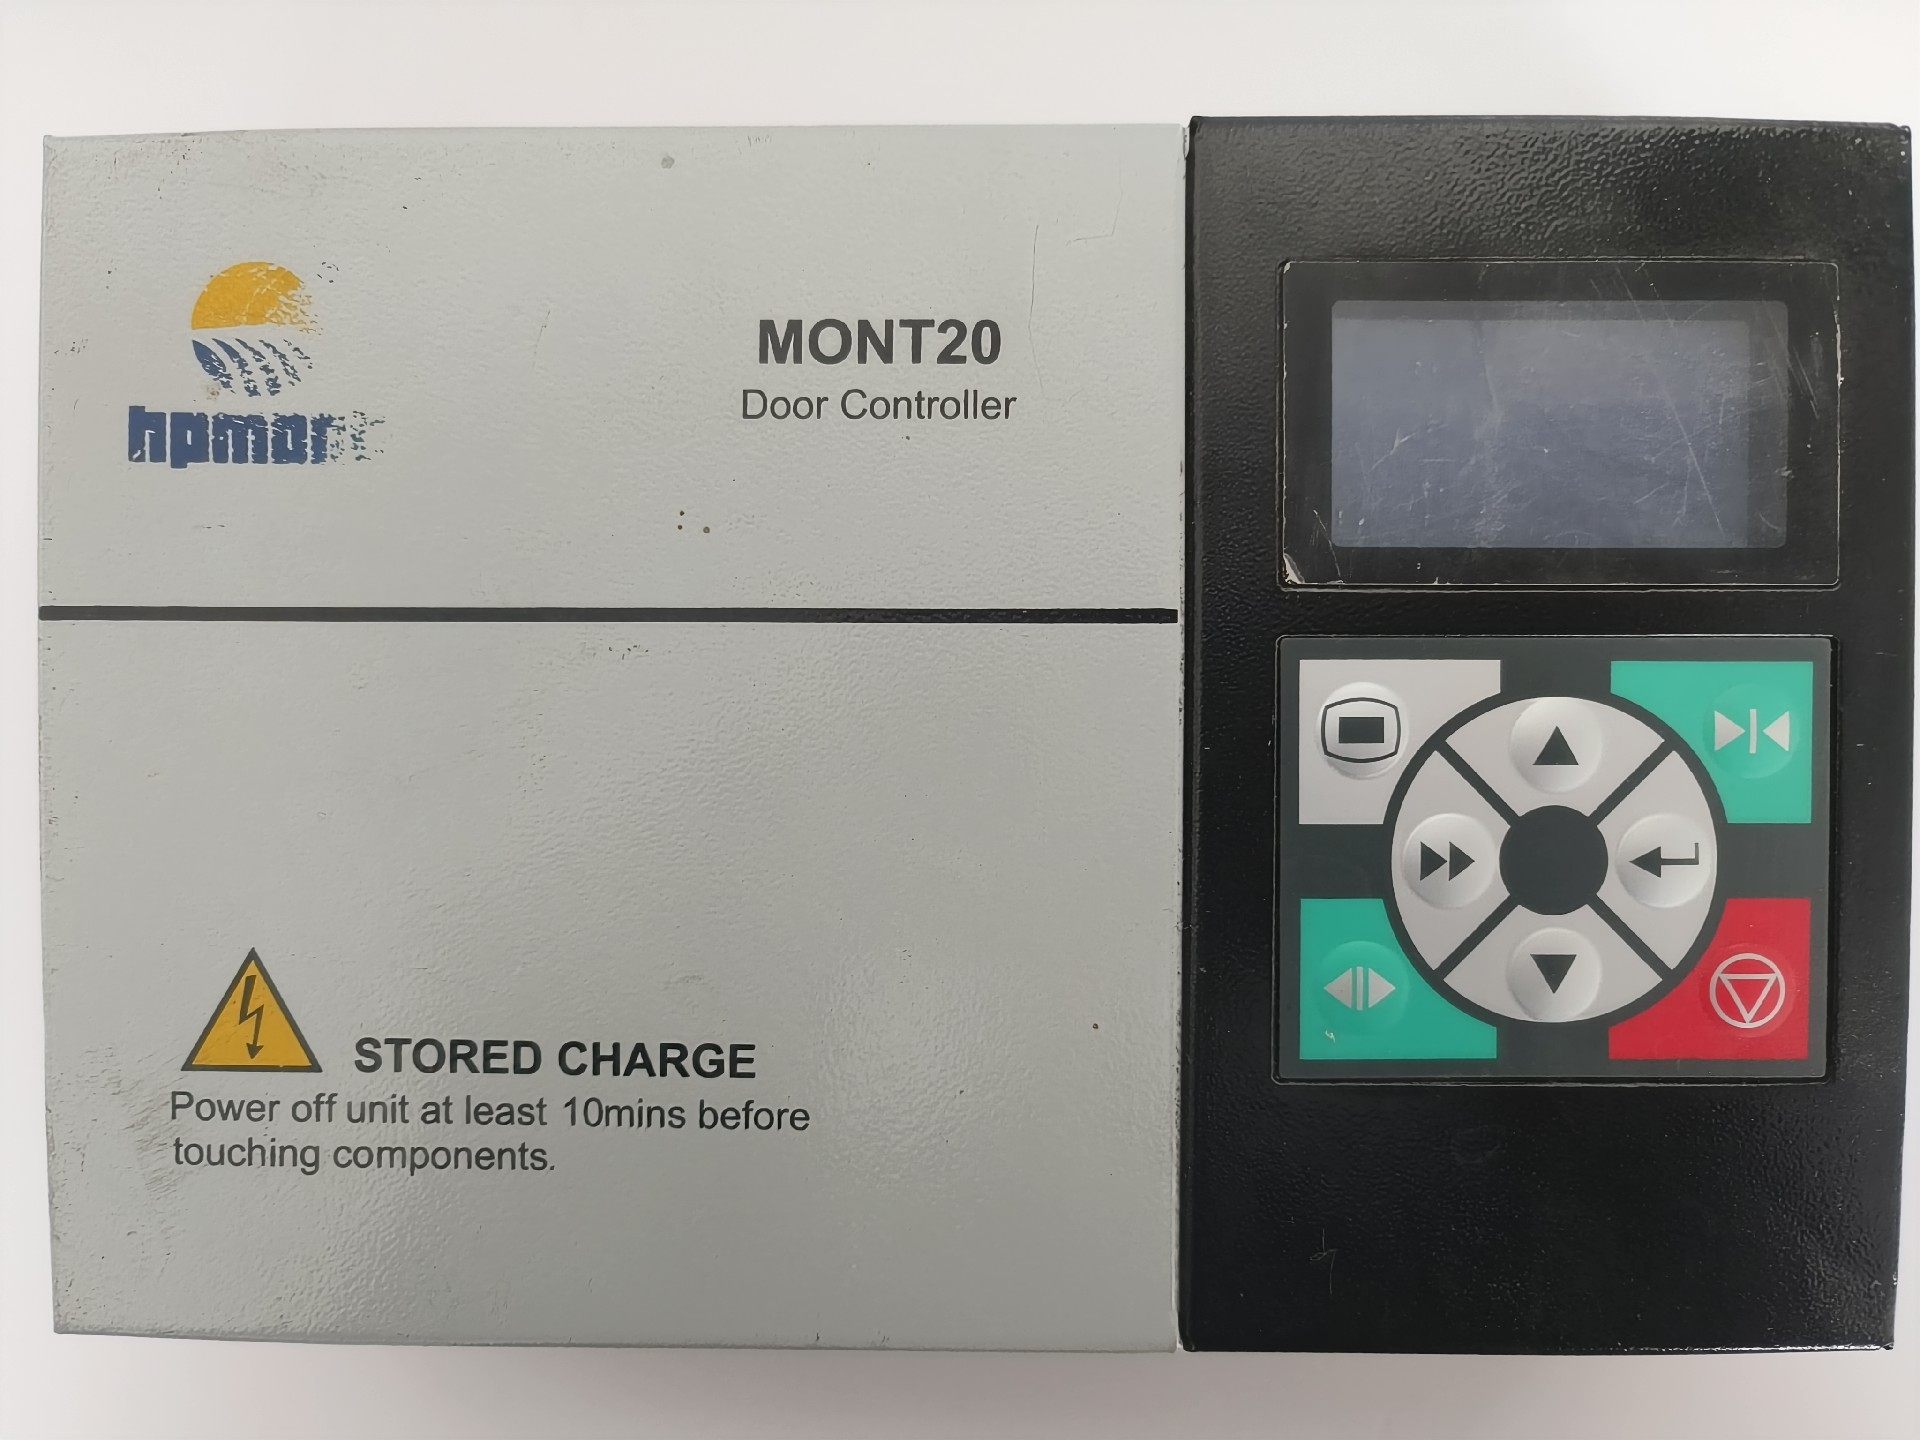 MONT20
Door Controller
STORED CHARGE
Power off unit at least 10mins before
touching components.